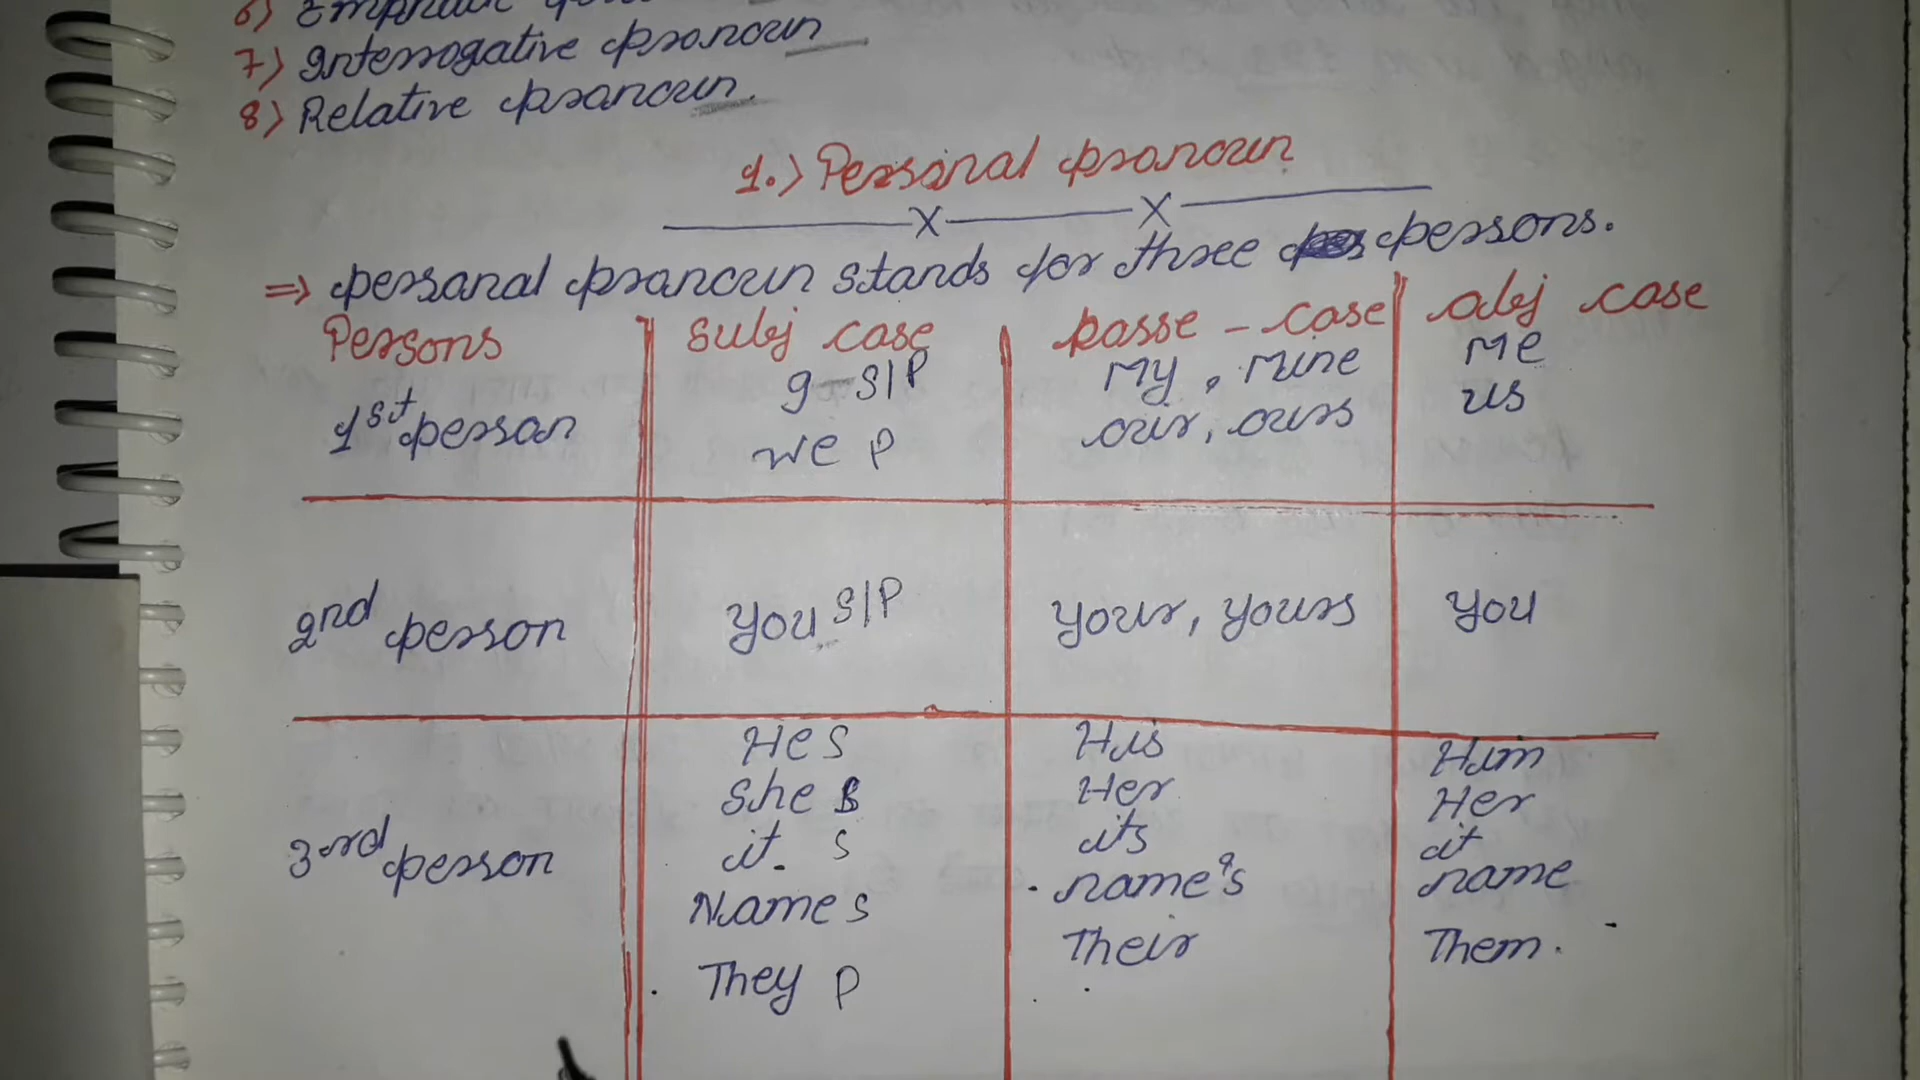 6) Emphatic
7) Interrogative pronoun
8) Relative pronoun.
1.) Personal pronoun
⇒ personal pronoun stands for three persons.
Persons subj case posse - case obj case
1st person I S/P my, mine me
we P our, ours us
2nd person you S/P your, yours you
3rd person He S His Him
she S Her Her
it. S its it
Name S name's name
They P Their Them.